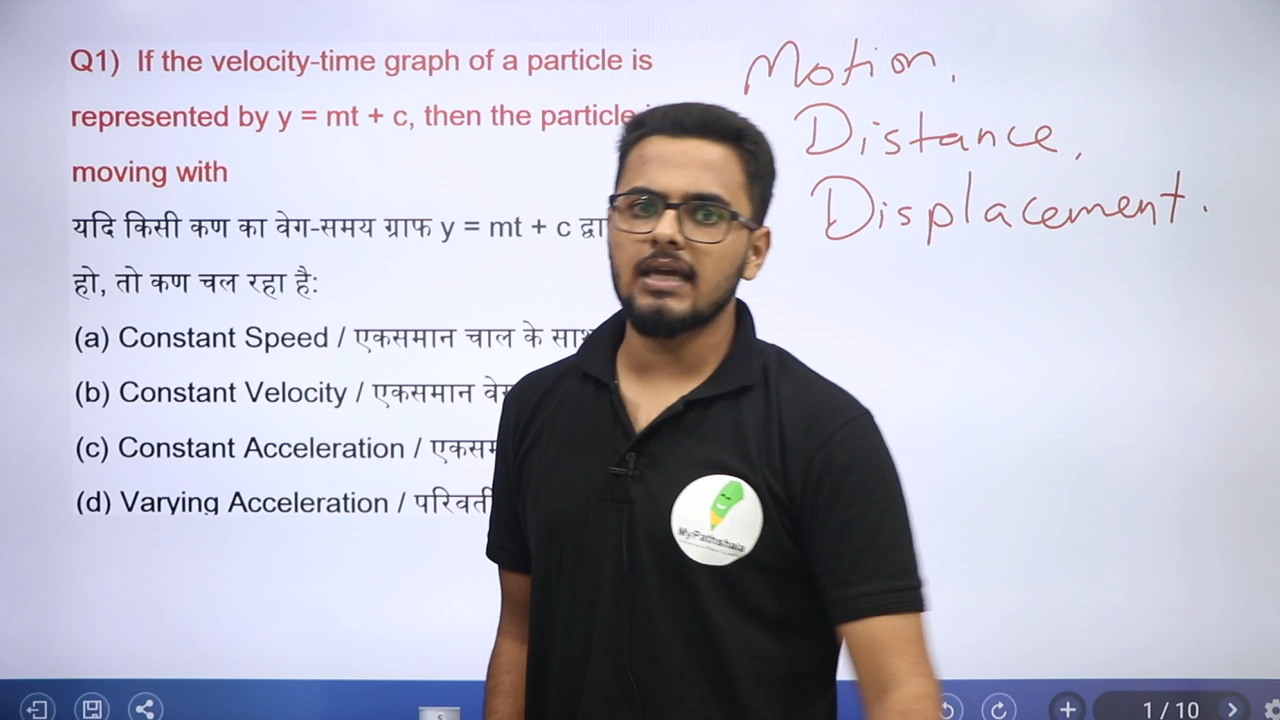 Q1) If the velocity-time graph of a particle is
represented by y = mt + c, then the particle
moving with
यदि किसी कण का वेग-समय ग्राफ y = mt + c
हो, तो कण चल रहा है:
(a) Constant Speed / एकसमान चाल के
(b) Constant Velocity / एकसमान
(c) Constant Acceleration /
(d) Varying Acceleration /
Motion,
Distance,
Displacement.
MyPathshala
1 / 10